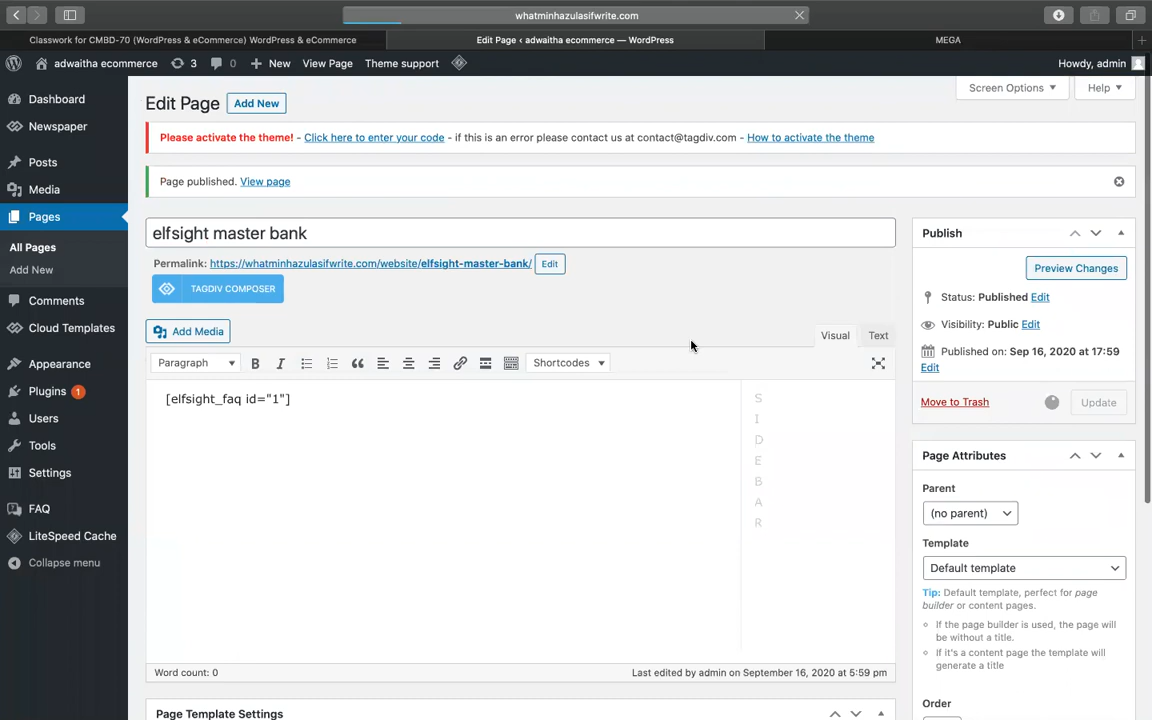 whatminhazulasifwrite.com
Classwork for CMBD-70 (WordPress & eCommerce) WordPress & eCommerce
Edit Page ‹ adwaitha ecommerce — WordPress
MEGA
adwaitha ecommerce
3
0
New
View Page
Theme support
Howdy, admin
Dashboard
Newspaper
Posts
Media
Pages
All Pages
Add New
Comments
Cloud Templates
Appearance
Plugins 1
Users
Tools
Settings
FAQ
LiteSpeed Cache
Collapse menu
Screen Options
Help
Edit Page
Add New
Please activate the theme! - Click here to enter your code - if this is an error please contact us at contact@tagdiv.com - How to activate the theme
Page published. View page
elfsight master bank
Permalink: https://whatminhazulasifwrite.com/website/elfsight-master-bank/ Edit
TAGDIV COMPOSER
Add Media
Visual
Text
Paragraph
B
I
Shortcodes
[elfsight_faq id="1"]
S
I
D
E
B
A
R
Word count: 0
Last edited by admin on September 16, 2020 at 5:59 pm
Page Template Settings
Publish
Preview Changes
Status: Published Edit
Visibility: Public Edit
Published on: Sep 16, 2020 at 17:59
Edit
Move to Trash
Update
Page Attributes
Parent
(no parent)
Template
Default template
Tip: Default template, perfect for page
builder or content pages.
If the page builder is used, the page will
be without a title.
If it's a content page the template will
generate a title
Order